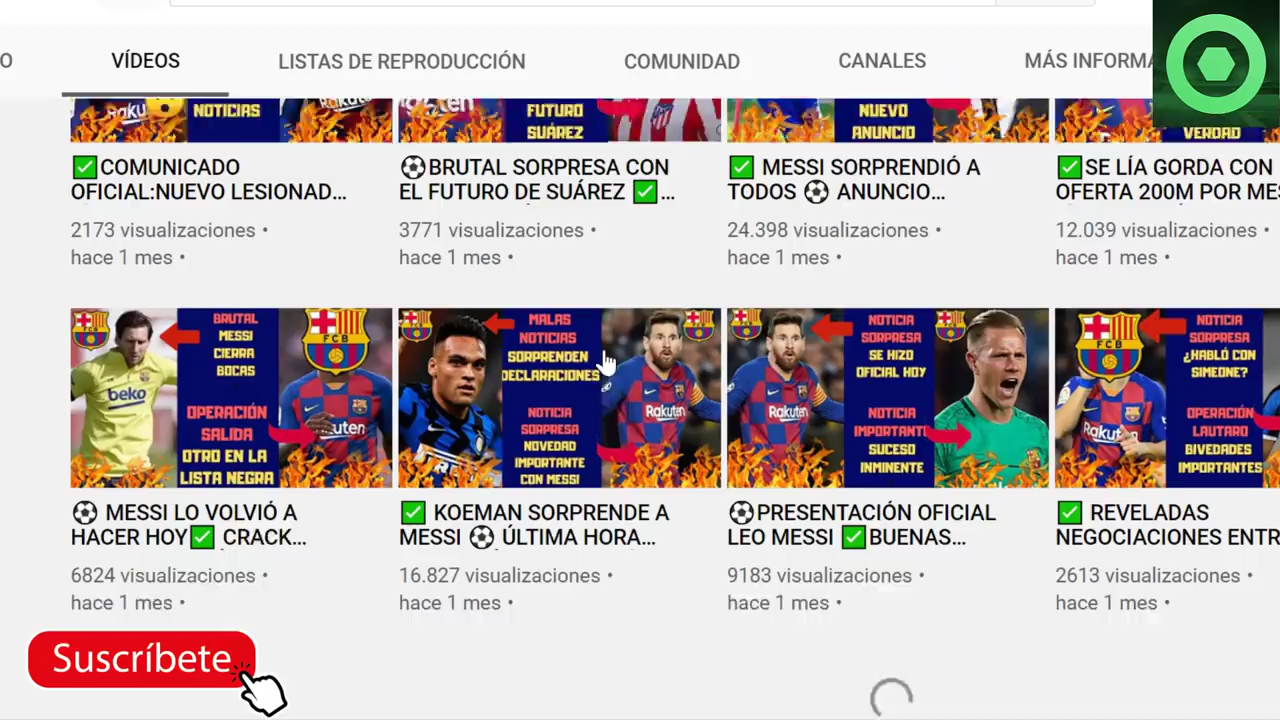 O
VÍDEOS
LISTAS DE REPRODUCCIÓN
COMUNIDAD
CANALES
MÁS INFORMA
NOTICIAS
FUTURO
SUÁREZ
NUEVO
ANUNCIO
VERDAD
✅COMUNICADO
OFICIAL:NUEVO LESIONAD...
2173 visualizaciones •
hace 1 mes •
⚽BRUTAL SORPRESA CON
EL FUTURO DE SUÁREZ ✅...
3771 visualizaciones •
hace 1 mes •
✅ MESSI SORPRENDIÓ A
TODOS ⚽ ANUNCIO...
24.398 visualizaciones •
hace 1 mes •
✅SE LÍA GORDA CON
OFERTA 200M POR MES
12.039 visualizaciones •
hace 1 mes •
BRUTAL
MESSI
CIERRA
BOCAS
OPERACIÓN
SALIDA
OTRO EN LA
LISTA NEGRA
beko
FCB
MALAS
NOTICIAS
SORPRENDEN
DECLARACIONES
NOTICIA
SORPRESA
NOVEDAD
IMPORTANTE
CON MESSI
Rakuten
NOTICIA
SORPRESA
SE HIZO
OFICIAL HOY
NOTICIA
IMPORTANTE
SUCESO
INMINENTE
Rakuten
NOTICIA
SORPRESA
¿HABLÓ CON
SIMEONE?
OPERACIÓN
LAUTARO
BIVEDADES
IMPORTANTES
FCB
⚽ MESSI LO VOLVIÓ A
HACER HOY✅ CRACK...
6824 visualizaciones •
hace 1 mes •
✅ KOEMAN SORPRENDE A
MESSI ⚽ ÚLTIMA HORA...
16.827 visualizaciones •
hace 1 mes •
⚽PRESENTACIÓN OFICIAL
LEO MESSI ✅BUENAS...
9183 visualizaciones •
hace 1 mes •
✅ REVELADAS
NEGOCIACIONES ENTR
2613 visualizaciones •
hace 1 mes •
Suscríbete